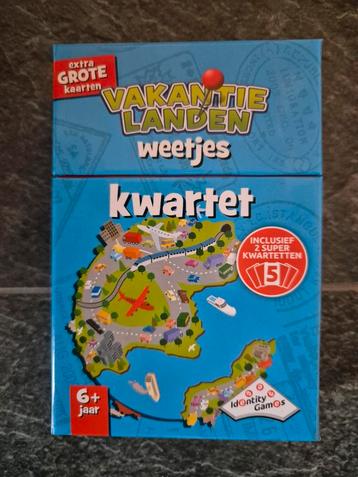 extra
GROTE
kaarten
VAKANTIE
LANDEN
weetjes
kwartet
INCLUSIEF
2 SUPER
KWARTETTEN
5
6+
jaar
Identity Games